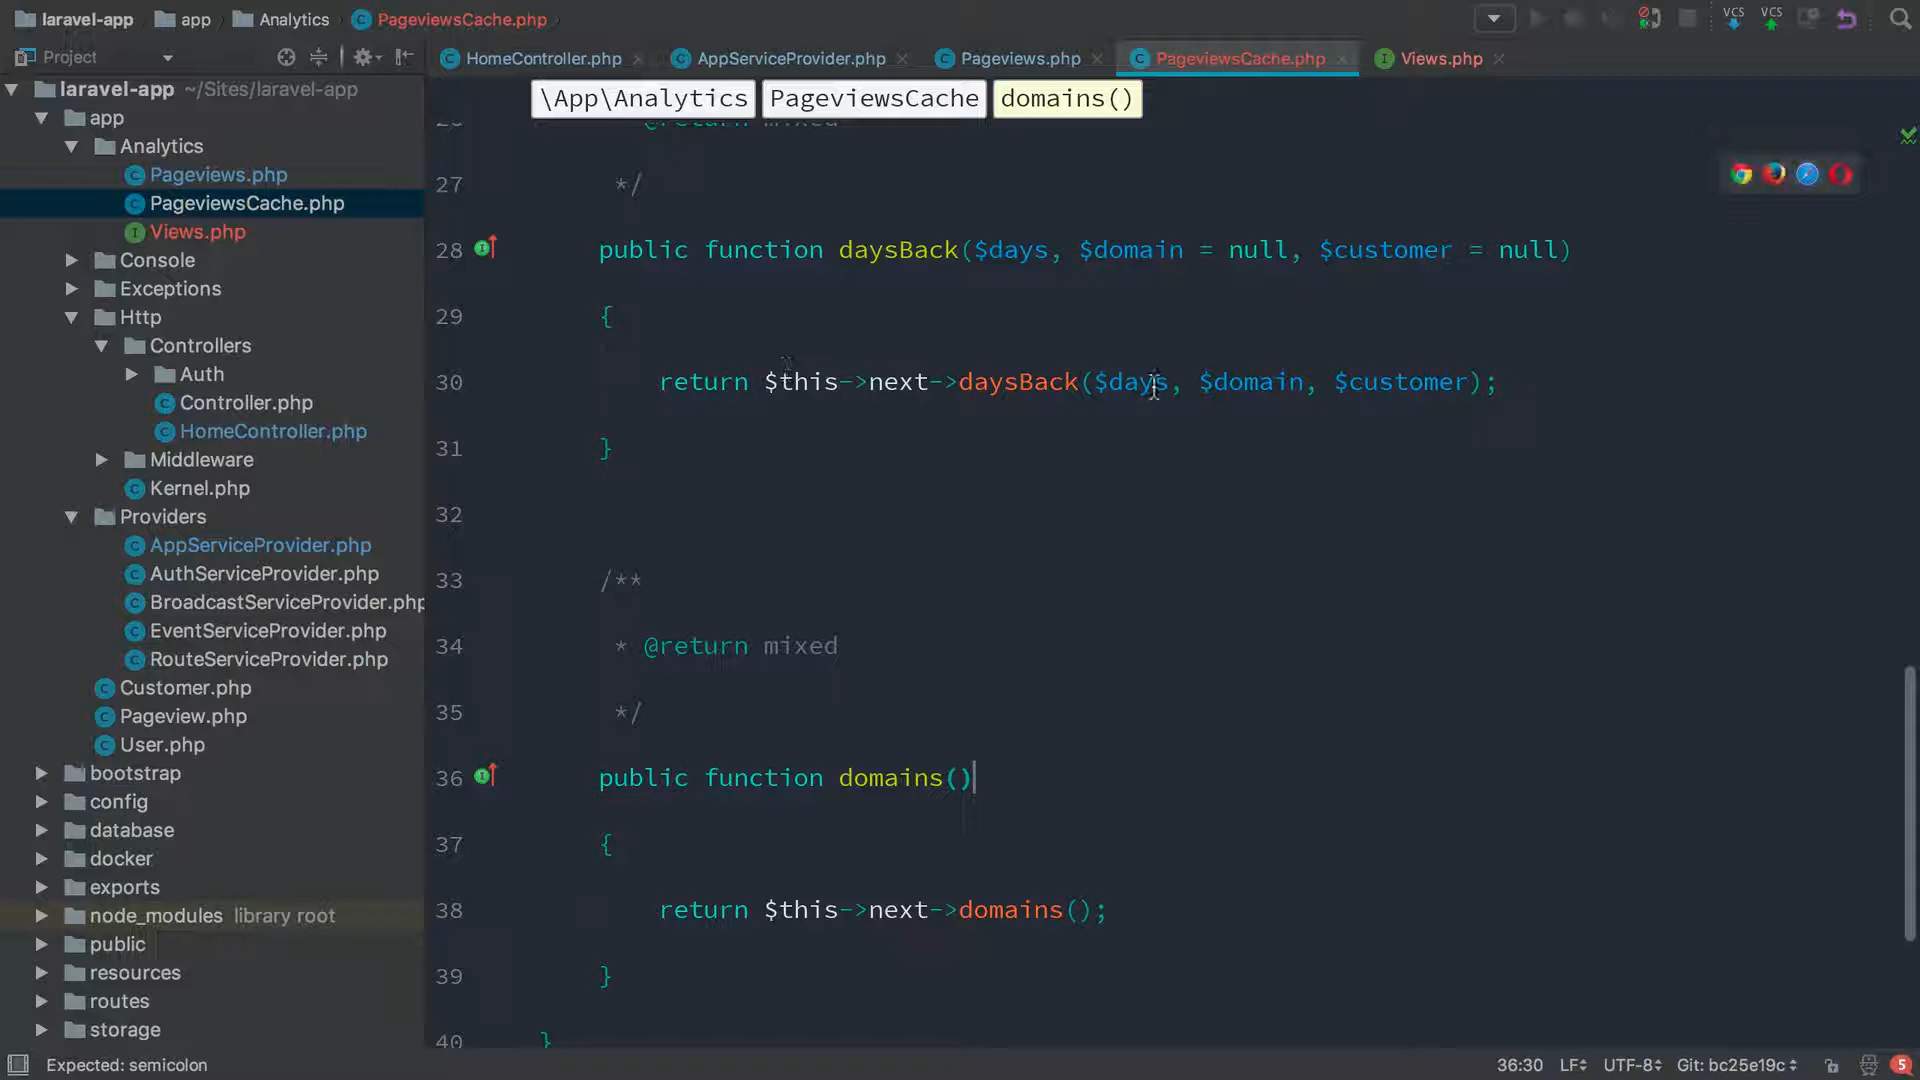 laravel-app app Analytics PageviewsCache.php
VCS VCS
Project
HomeController.php AppServiceProvider.php Pageviews.php PageviewsCache.php Views.php
\App\Analytics PageviewsCache domains()
laravel-app ~/Sites/laravel-app
app
Analytics
Pageviews.php
PageviewsCache.php
Views.php
Console
Exceptions
Http
Controllers
Auth
Controller.php
HomeController.php
Middleware
Kernel.php
Providers
AppServiceProvider.php
AuthServiceProvider.php
BroadcastServiceProvider.php
EventServiceProvider.php
RouteServiceProvider.php
Customer.php
Pageview.php
User.php
bootstrap
config
database
docker
exports
node_modules library root
public
resources
routes
storage
@return mixed
27 */
28 public function daysBack($days, $domain = null, $customer = null)
29 {
30 return $this->next->daysBack($days, $domain, $customer);
31 }
32
33 /**
34 * @return mixed
35 */
36 public function domains()
37 {
38 return $this->next->domains();
39 }
40 }
Expected: semicolon 36:30 LF UTF-8 Git: bc25e19c 5